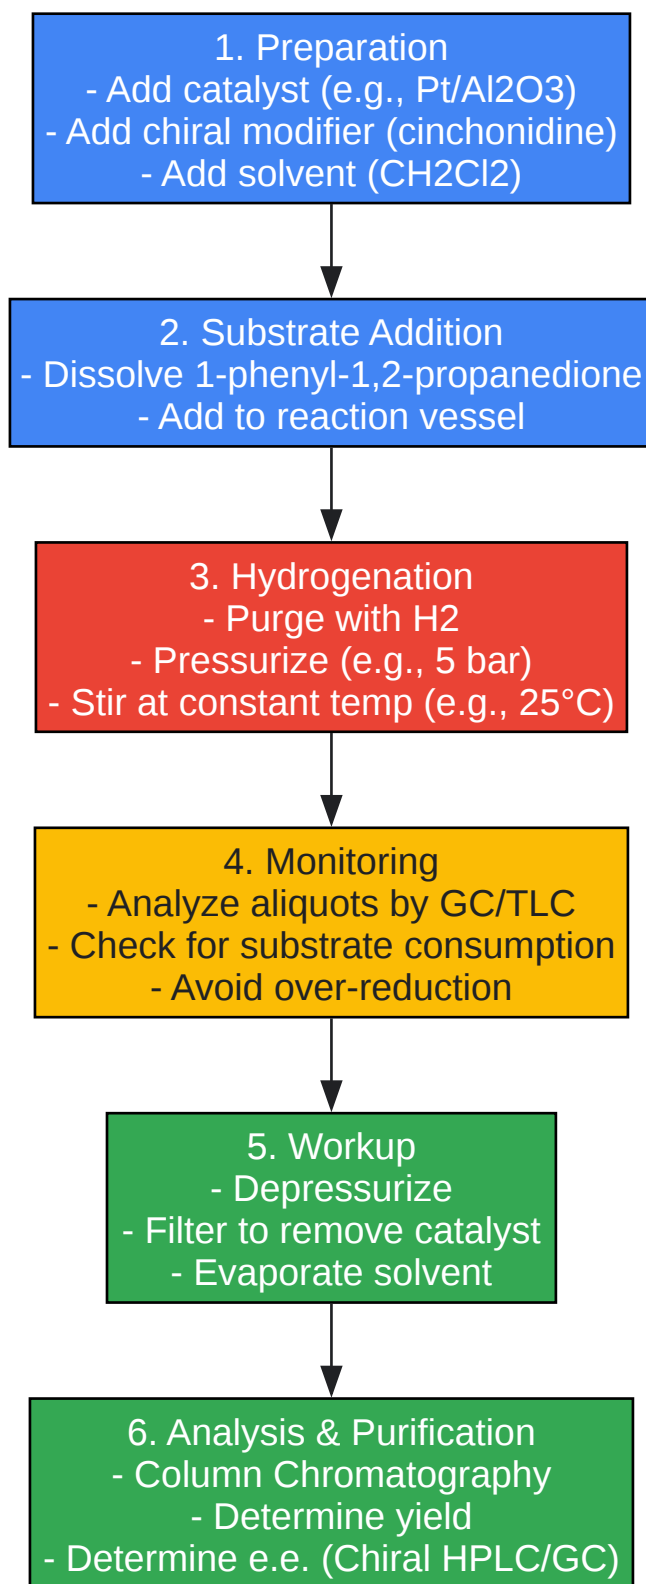 1. Preparation
- Add catalyst (e.g., Pt/Al2O3)
- Add chiral modifier (cinchonidine)
- Add solvent (CH2Cl2)
2. Substrate Addition
- Dissolve 1-phenyl-1,2-propanedione
- Add to reaction vessel
3. Hydrogenation
- Purge with H2
- Pressurize (e.g., 5 bar)
- Stir at constant temp (e.g., 25°C)
4. Monitoring
- Analyze aliquots by GC/TLC
- Check for substrate consumption
- Avoid over-reduction
5. Workup
- Depressurize
- Filter to remove catalyst
- Evaporate solvent
6. Analysis & Purification
- Column Chromatography
- Determine yield
- Determine e.e. (Chiral HPLC/GC)